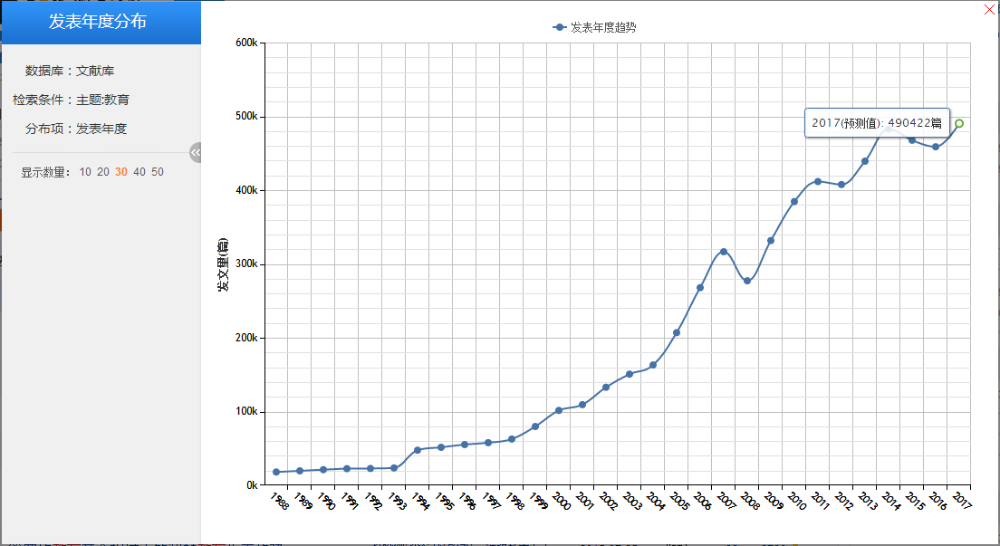 发表年度分布
数据库：文献库
检索条件：主题:教育
分布项：发表年度
显示数量： 10 20 30 40 50
发表年度趋势
600k
500k
400k
300k
200k
100k
0k
发文量(篇)
2017(预测值): 490422篇
1988 1989 1990 1991 1992 1993 1994 1995 1996 1997 1998 1999 2000 2001 2002 2003 2004 2005 2006 2007 2008 2009 2010 2011 2012 2013 2014 2015 2016 2017